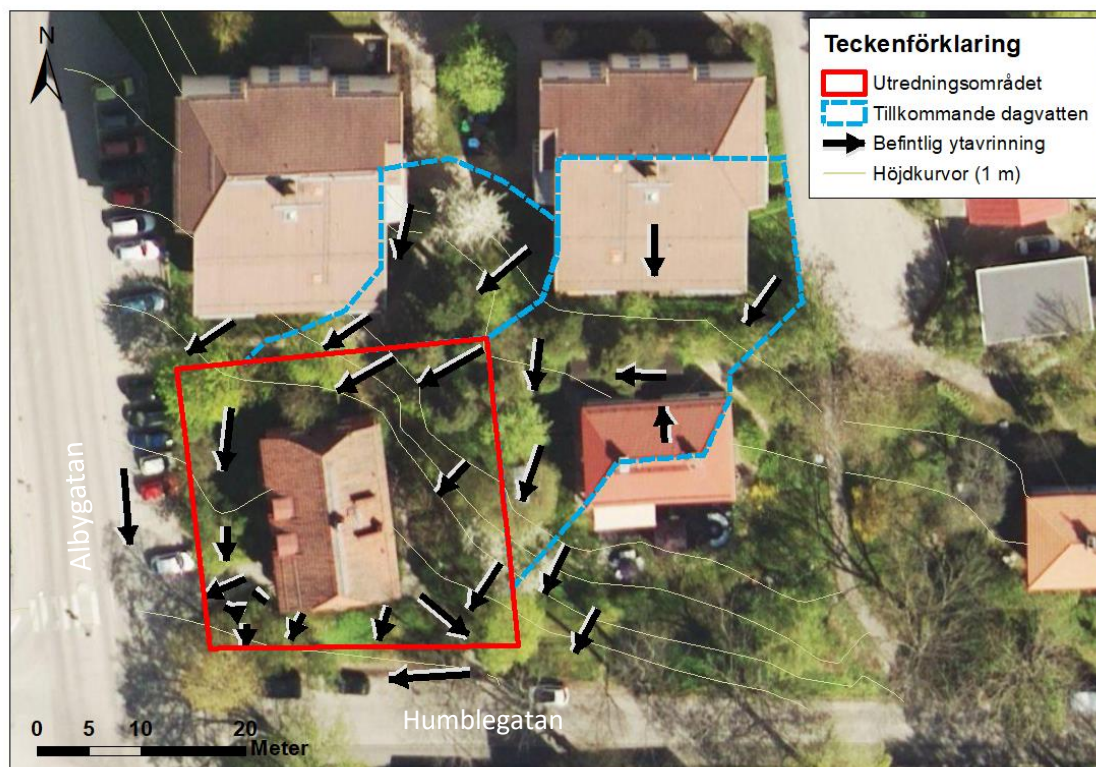 N
Teckenförklaring
Utredningsområdet
Tillkommande dagvatten
Befintlig ytavrinning
Höjdkurvor (1 m)
Albygatan
Humblegatan
0 5 10 20
Meter